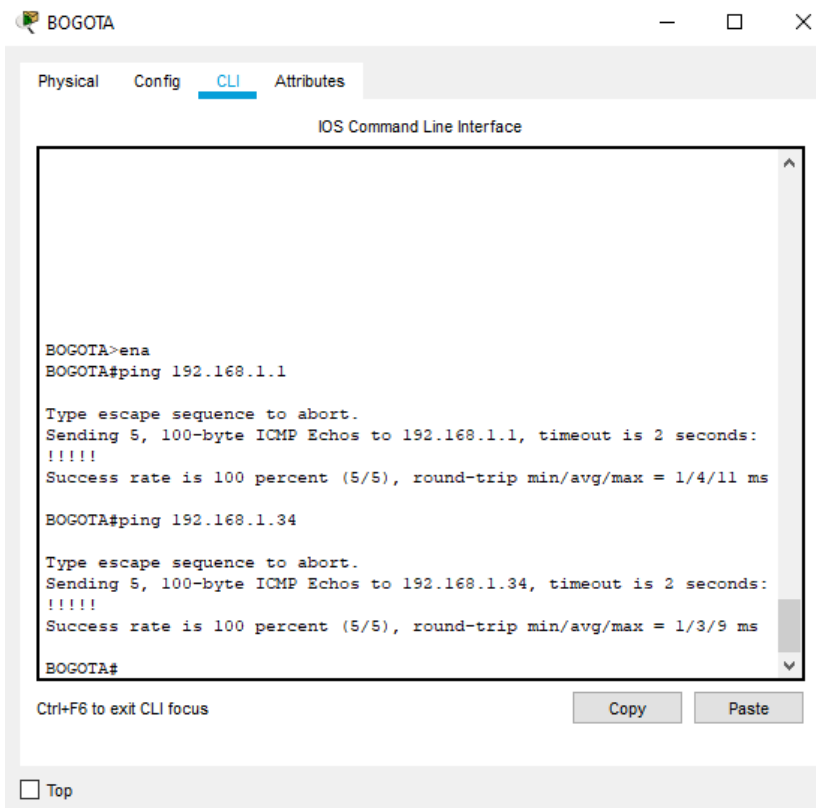 BOGOTA
Physical Config CLI Attributes
IOS Command Line Interface
BOGOTA>ena
BOGOTA#ping 192.168.1.1
Type escape sequence to abort.
Sending 5, 100-byte ICMP Echos to 192.168.1.1, timeout is 2 seconds:
!!!!!
Success rate is 100 percent (5/5), round-trip min/avg/max = 1/4/11 ms
BOGOTA#ping 192.168.1.34
Type escape sequence to abort.
Sending 5, 100-byte ICMP Echos to 192.168.1.34, timeout is 2 seconds:
!!!!!
Success rate is 100 percent (5/5), round-trip min/avg/max = 1/3/9 ms
BOGOTA#
Ctrl+F6 to exit CLI focus Copy Paste
Top